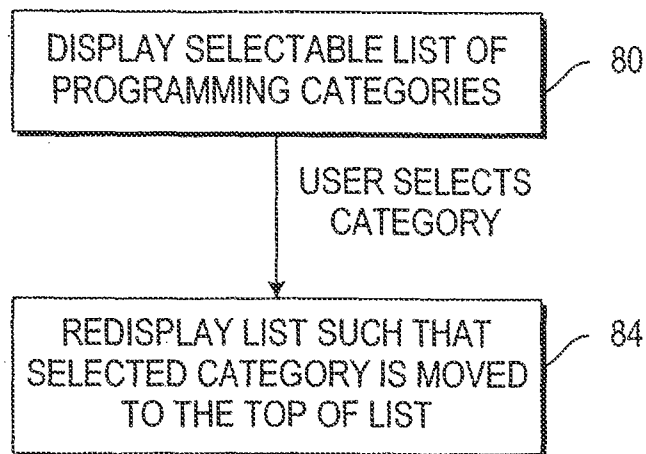 DISPLAY SELECTABLE LIST OF
PROGRAMMING CATEGORIES
80
USER SELECTS
CATEGORY
REDISPLAY LIST SUCH THAT
SELECTED CATEGORY IS MOVED
TO THE TOP OF LIST
84